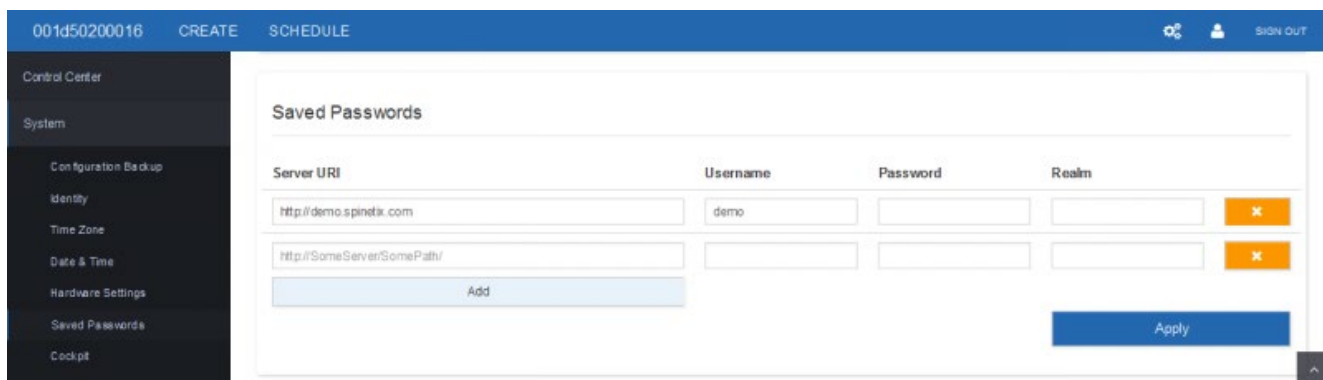 001d50200016 CREATE SCHEDULE SIGN OUT
Control Center
System
Configuration Backup
Identity
Time Zone
Date & Time
Hardware Settings
Saved Passwords
Cockpit
Saved Passwords
Server URI Username Password Realm
http://demo.spinetix.com demo
http://SomeServer/SomePath/
Add
Apply